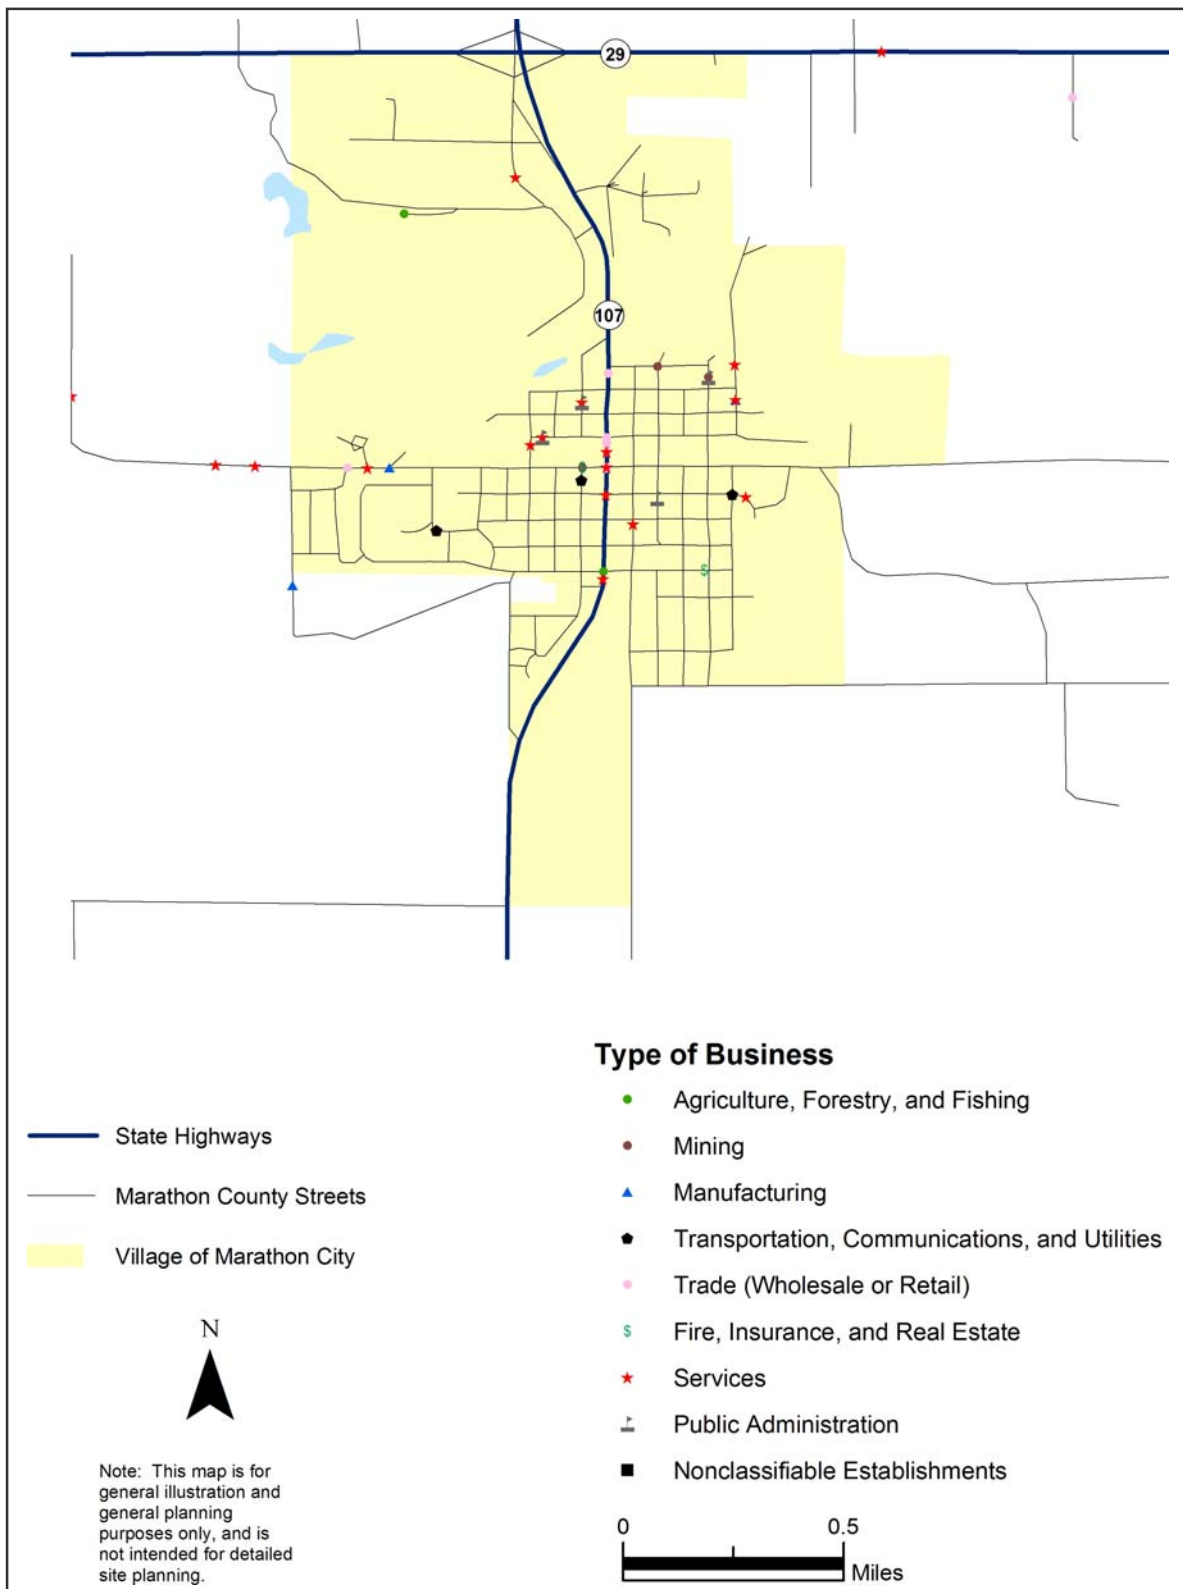 29
107
Type of Business
Agriculture, Forestry, and Fishing
Mining
Manufacturing
Transportation, Communications, and Utilities
Trade (Wholesale or Retail)
$ Fire, Insurance, and Real Estate
Services
Public Administration
Nonclassifiable Establishments
State Highways
Marathon County Streets
Village of Marathon City
N
Note: This map is for
general illustration and
general planning
purposes only, and is
not intended for detailed
site planning.
0 0.5
Miles